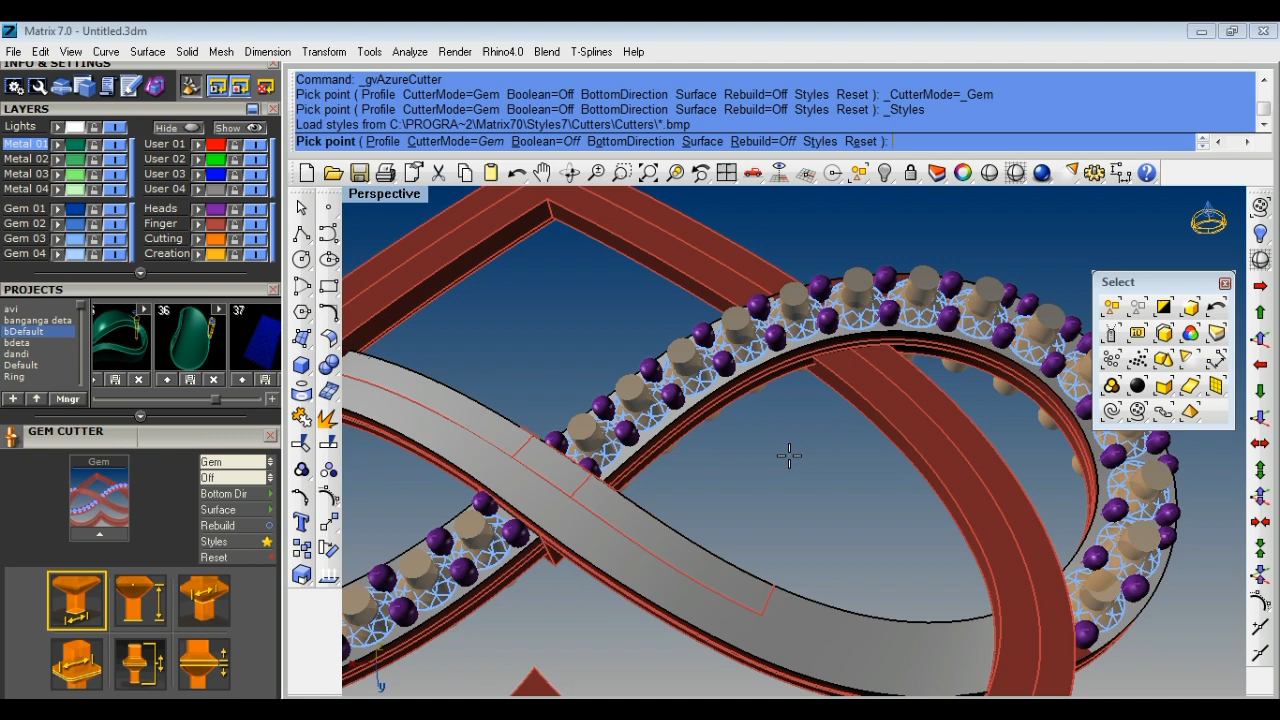 Matrix 7.0 - Untitled.3dm
File Edit View Curve Surface Solid Mesh Dimension Transform Tools Analyze Render Rhino4.0 Blend T-Splines Help
INFO & SETTINGS
Command: _gvAzureCutter
Pick point ( Profile CutterMode=Gem Boolean=Off BottomDirection Surface Rebuild=Off Styles Reset ): _CutterMode=_Gem
Pick point ( Profile CutterMode=Gem Boolean=Off BottomDirection Surface Rebuild=Off Styles Reset ): _Styles
Load styles from C:\PROGRA~2\Matrix70\Styles7\Cutters\Cutters\*.bmp
Pick point ( Profile CutterMode=Gem Boolean=Off BottomDirection Surface Rebuild=Off Styles Reset ):
LAYERS
Lights Hide Show
Metal 01 User 01
Metal 02 User 02
Metal 03 User 03
Metal 04 User 04
Gem 01 Heads
Gem 02 Finger
Gem 03 Cutting
Gem 04 Creation
Perspective
Select
PROJECTS
avi
banganga deta
bDefault
bdeta
dandi
Default
Ring
36 37
Mngr
GEM CUTTER
Gem
Gem
Off
Bottom Dir
Surface
Rebuild
Styles
Reset
y